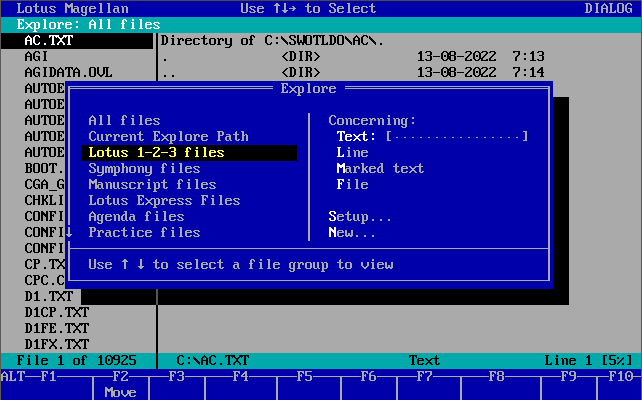 Lotus Magellan Use ↑↓→ to Select DIALOG
Explore: All files
AC.TXT Directory of C:\SWOTLDO\AC\.
AGI . <DIR> 13-08-2022 7:13
AGIDATA.OVL .. <DIR> 13-08-2022 7:14
AUTOE Explore
AUTOE
AUTOE All files Concerning:
AUTOE Current Explore Path Text: [................]
AUTOE Lotus 1-2-3 files Line
BOOT. Symphony files Marked text
CGA_G Manuscript files File
CHKLI Lotus Express Files
CONFI Agenda files Setup...
CONFI↓ Practice files New...
CONFI
CP.TX Use ↑ ↓ to select a file group to view
CPC.C
D1.TXT
D1CP.TXT
D1FE.TXT
D1FX.TXT
File 1 of 10925 C:\AC.TXT Text Line 1 [5%]
ALT—F1 F2 F3 F4 F5 F6 F7 F8 F9 F10
Move